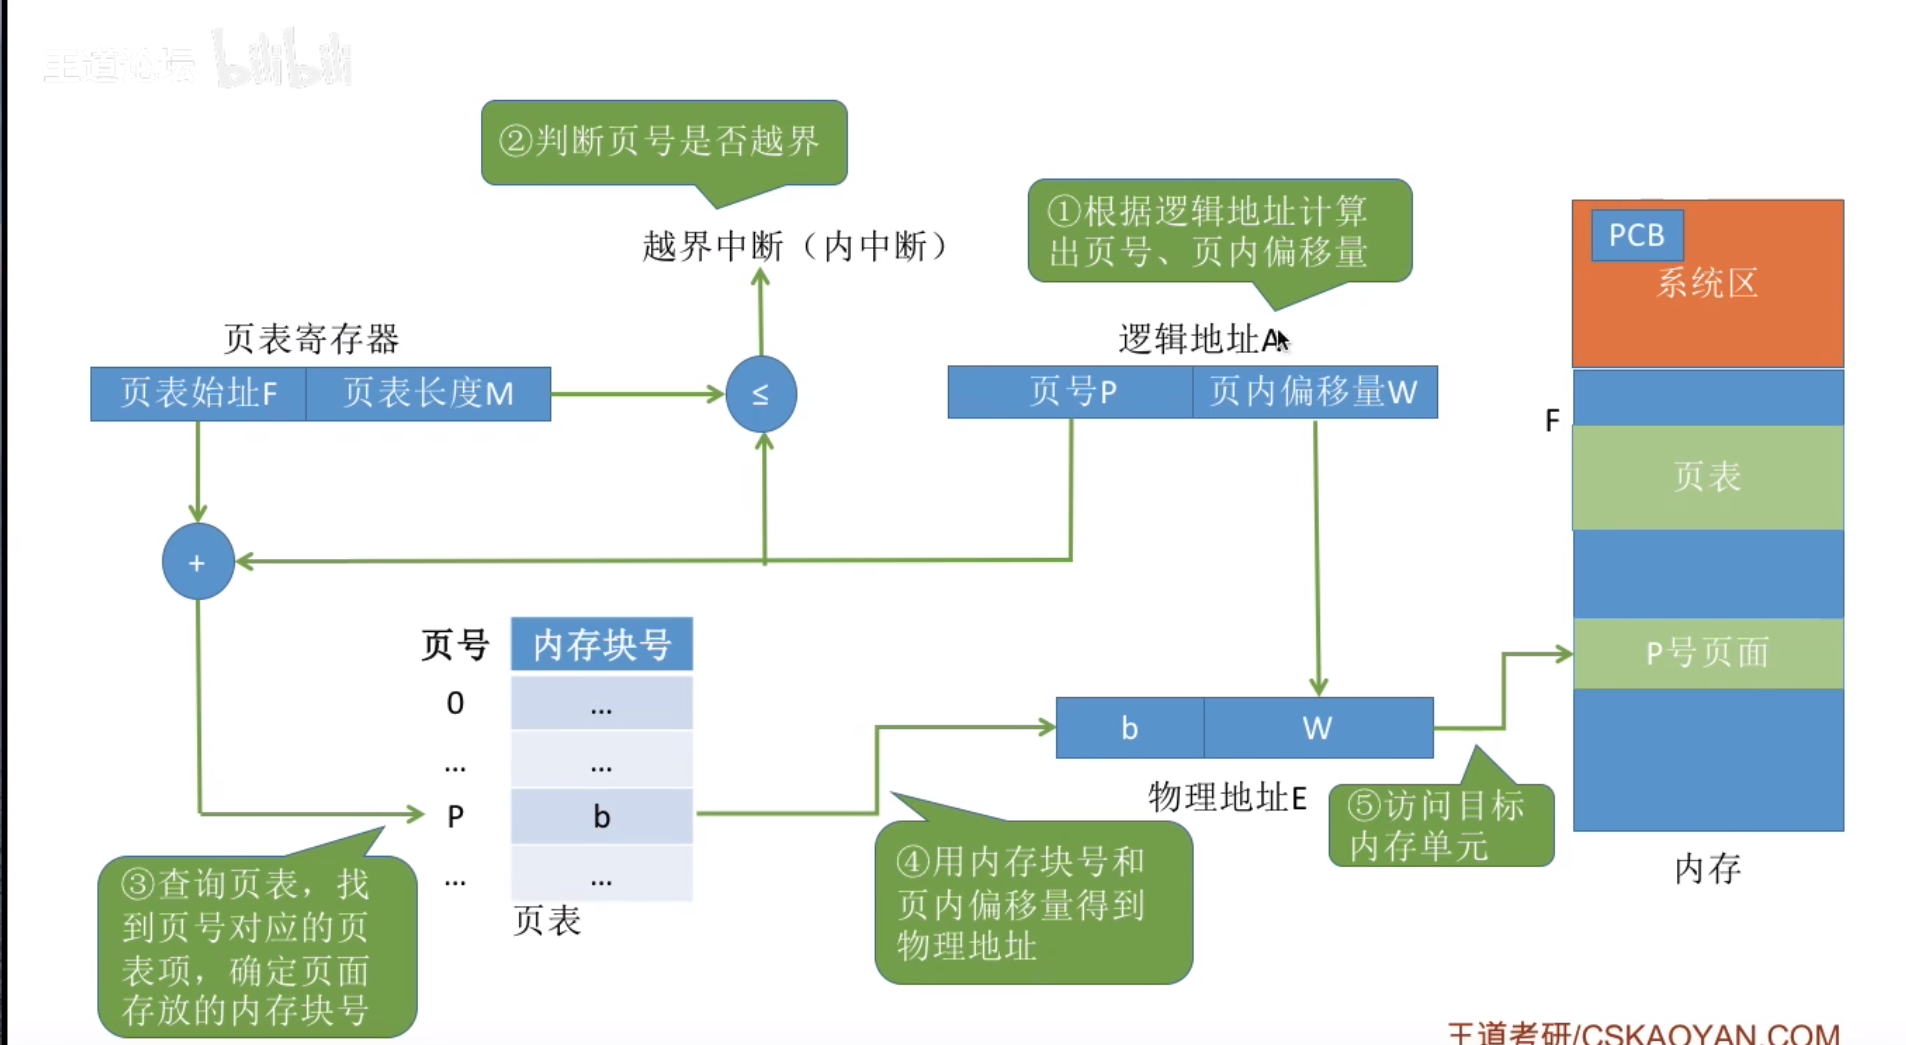 王道论坛 bilibili
②判断页号是否越界
①根据逻辑地址计算
出页号、页内偏移量
PCB
系统区
越界中断（内中断）
页表寄存器
逻辑地址A
页表始址F
页表长度M
≤
页号P
页内偏移量W
F
页表
+
页号
内存块号
0
...
...
...
P
b
...
...
页表
P号页面
b
W
物理地址E
⑤访问目标
内存单元
内存
③查询页表，找
到页号对应的页
表项，确定页面
存放的内存块号
④用内存块号和
页内偏移量得到
物理地址
王道考研/CSKAOYAN.COM